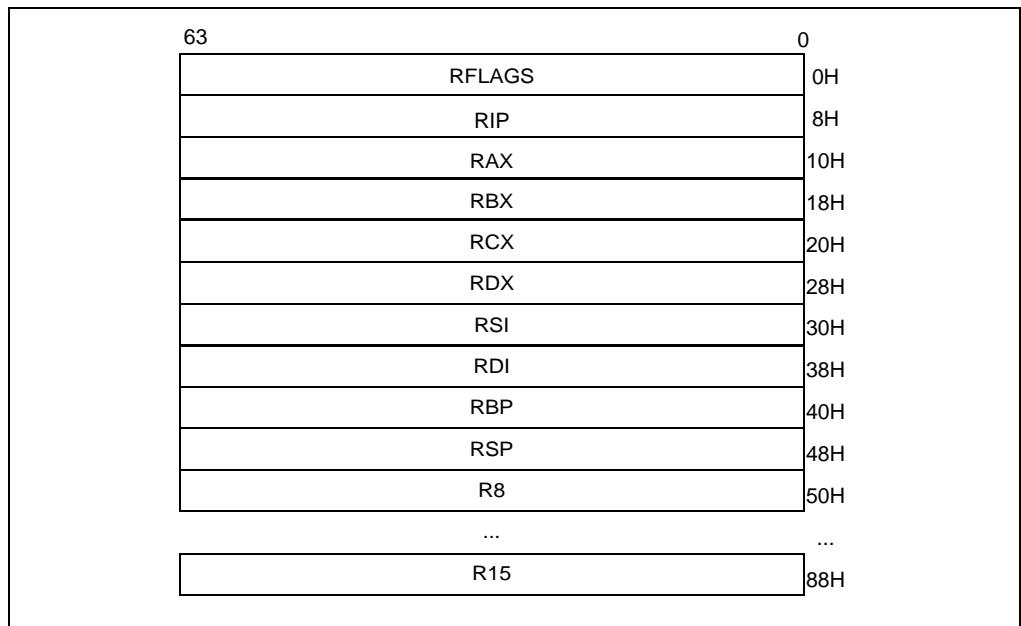 63 0
RFLAGS 0H
RIP 8H
RAX 10H
RBX 18H
RCX 20H
RDX 28H
RSI 30H
RDI 38H
RBP 40H
RSP 48H
R8 50H
... ...
R15 88H